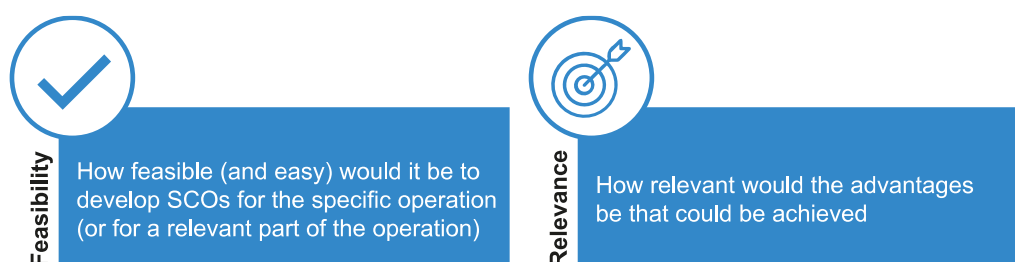 Feasibility
How feasible (and easy) would it be to
develop SCOs for the specific operation
(or for a relevant part of the operation)
Relevance
How relevant would the advantages
be that could be achieved